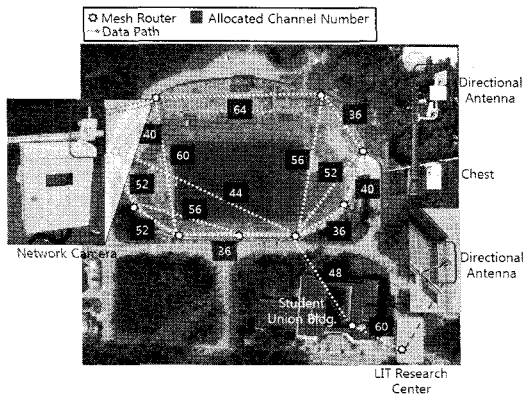 Mesh Router
Allocated Channel Number
Data Path
Directional
Antenna
64
36
40
60
56
52
Chest
52
44
40
56
52
36
36
Network Camera
Directional
Antenna
48
Student
Union Bldg.
60
LIT Research
Center